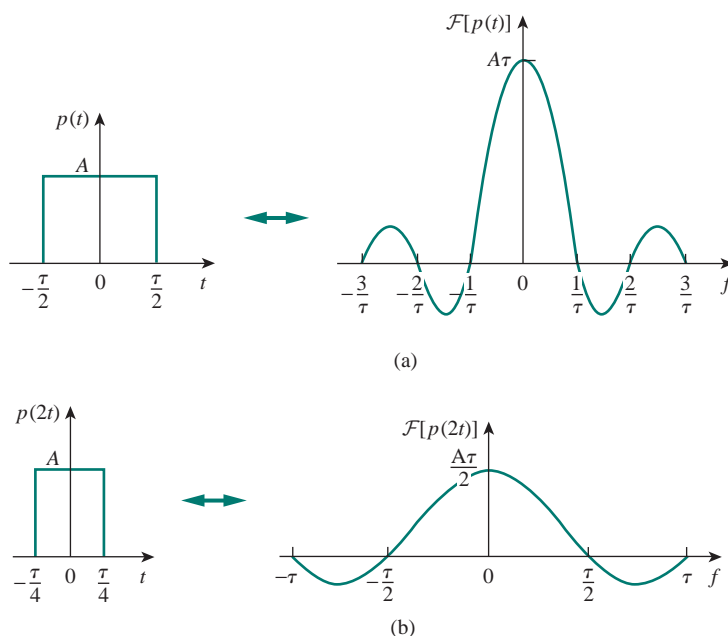 𝓕[p(t)]
Aτ
p(t)
A
−τ/2 0 τ/2 t
−3/τ −2/τ −1/τ 0 1/τ 2/τ 3/τ f
(a)
p(2t)
A
−τ/4 0 τ/4 t
𝓕[p(2t)]
Aτ/2
−τ −τ/2 0 τ/2 τ f
(b)